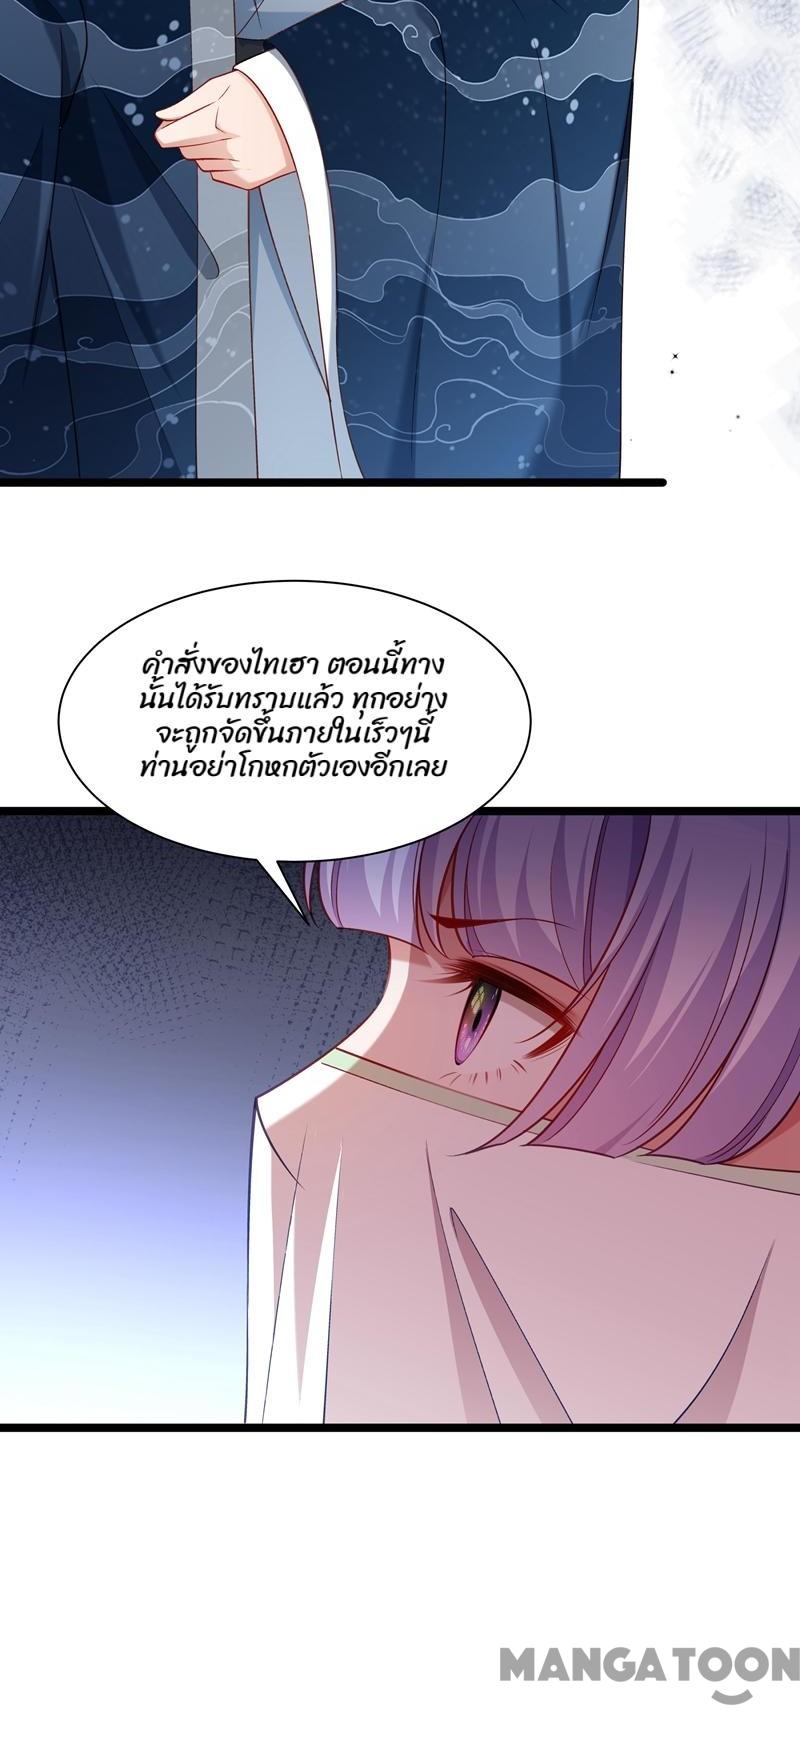 คำสั่งของไทเฮา ตอนนี้ทาง
นั้นได้รับทราบแล้ว ทุกอย่าง
จะถูกจัดขึ้นภายในเร็วๆนี้
ท่านอย่าโกหกตัวเองอีกเลย
MANGATOON